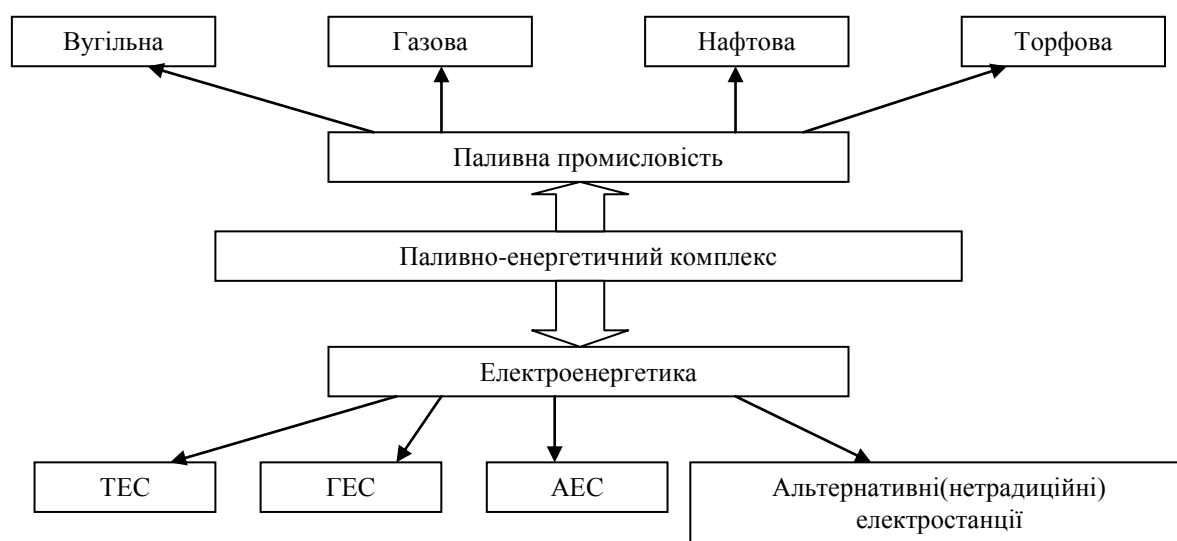 Вугільна
Газова
Нафтова
Торфова
Паливна промисловість
Паливно-енергетичний комплекс
Електроенергетика
ТЕС
ГЕС
АЕС
Альтернативні(нетрадиційні)
електростанції